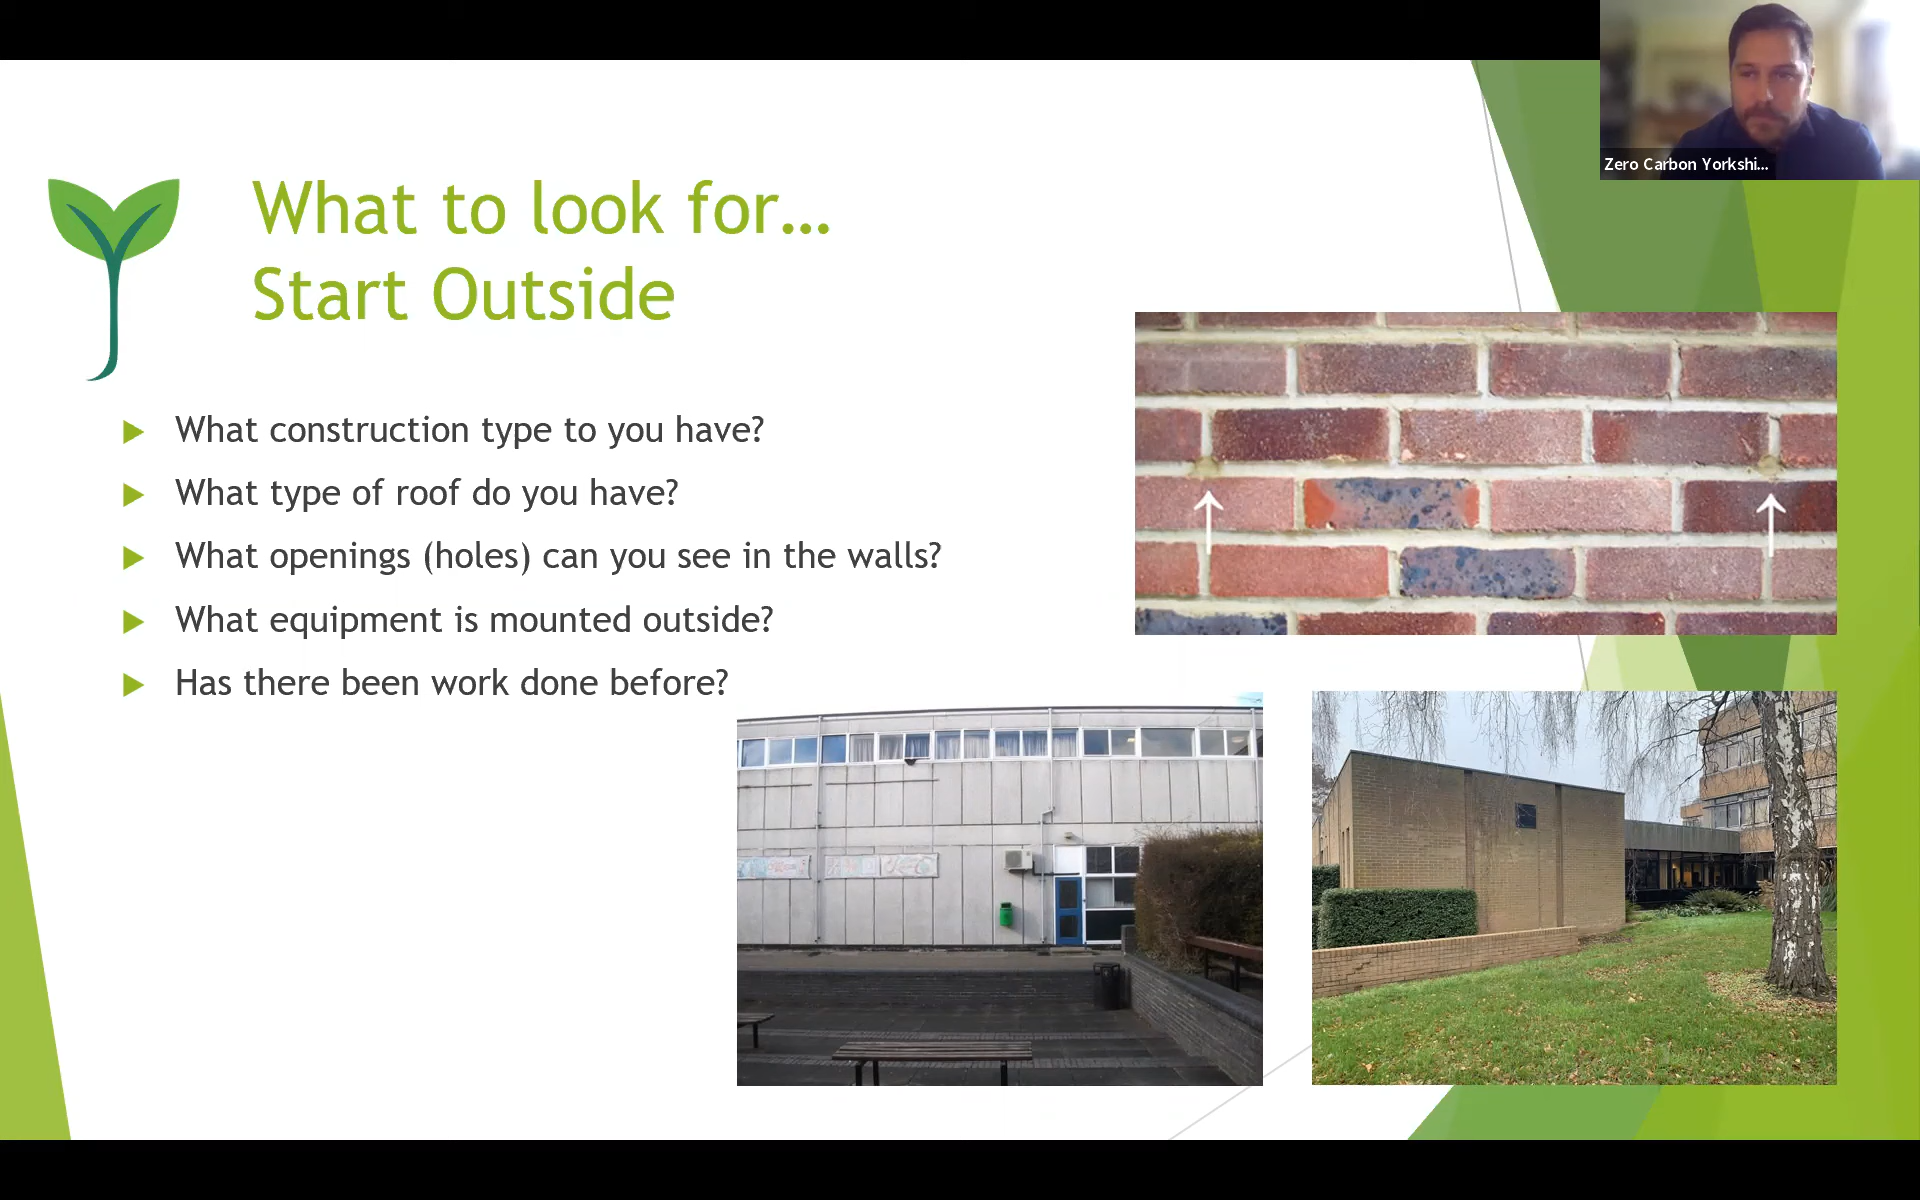 Zero Carbon Yorkshi...
What to look for...
Start Outside
What construction type to you have?
What type of roof do you have?
What openings (holes) can you see in the walls?
What equipment is mounted outside?
Has there been work done before?